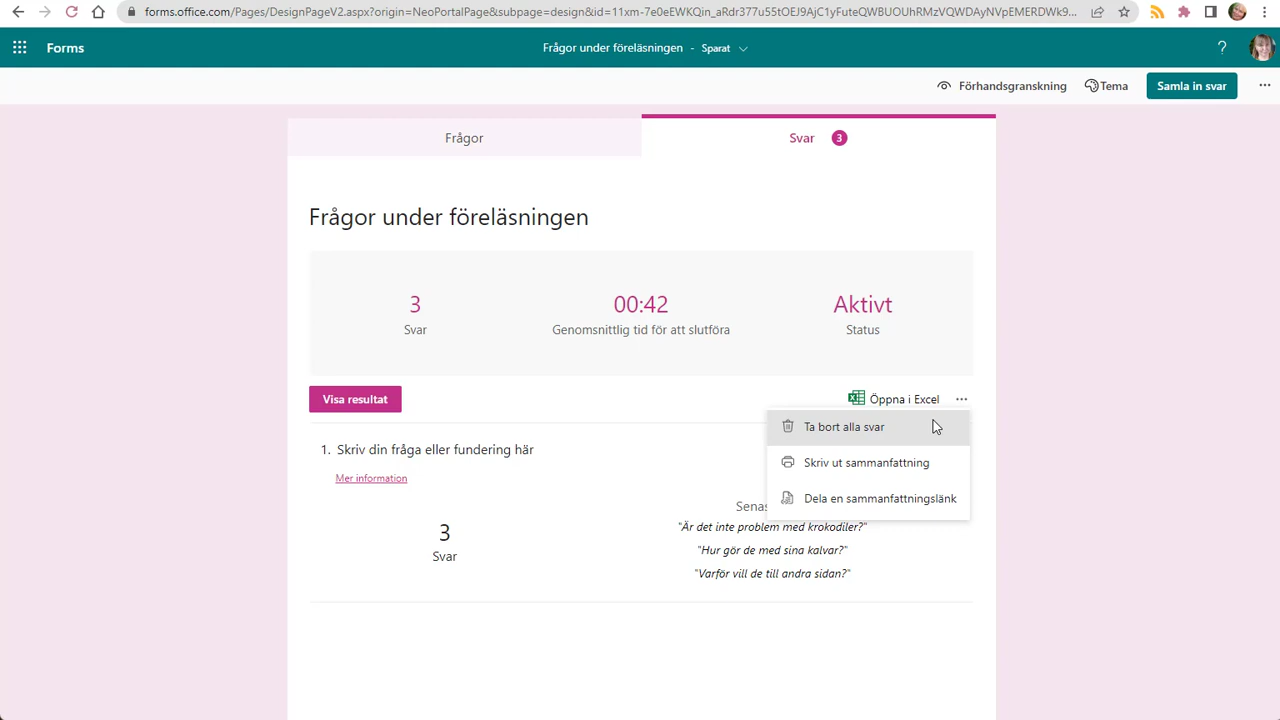 forms.office.com/Pages/DesignPageV2.aspx?origin=NeoPortalPage&subpage=design&id=11xm-7e0eEWKQin_aRdc377u55tOEJ9AjC1yFuteQWBUOUhRMzVQWDAyNVpEMERDWk9...
Forms
Frågor under föreläsningen - Sparat
?
Förhandsgranskning
Tema
Samla in svar
Frågor
Svar 3
Frågor under föreläsningen
3
Svar
00:42
Genomsnittlig tid för att slutföra
Aktivt
Status
Visa resultat
Öppna i Excel
Ta bort alla svar
Skriv ut sammanfattning
Dela en sammanfattningslänk
1. Skriv din fråga eller fundering här
Mer information
3
Svar
Senas
"Är det inte problem med krokodiler?"
"Hur gör de med sina kalvar?"
"Varför vill de till andra sidan?"